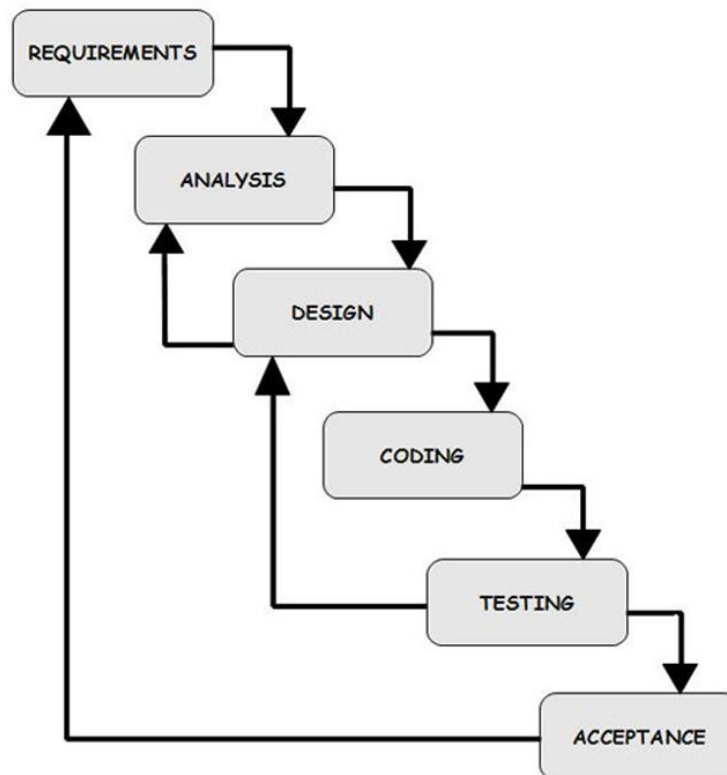 REQUIREMENTS
ANALYSIS
DESIGN
CODING
TESTING
ACCEPTANCE